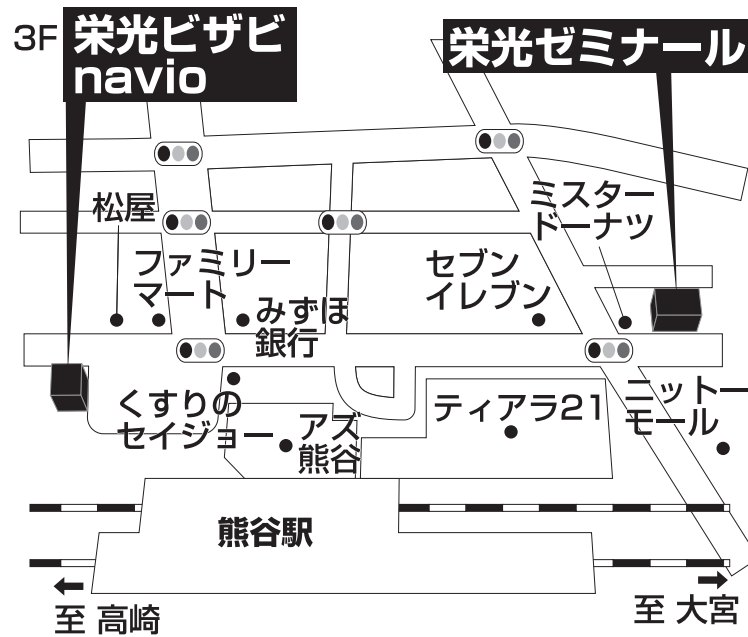 3F 栄光ビザビ
navio
栄光ゼミナール
松屋
ミスター
ドーナツ
ファミリー
マート
セブン
イレブン
みずほ
銀行
くすりの
セイジョー
アズ
熊谷
ティアラ21
ニットー
モール
熊谷駅
至 高崎
至 大宮